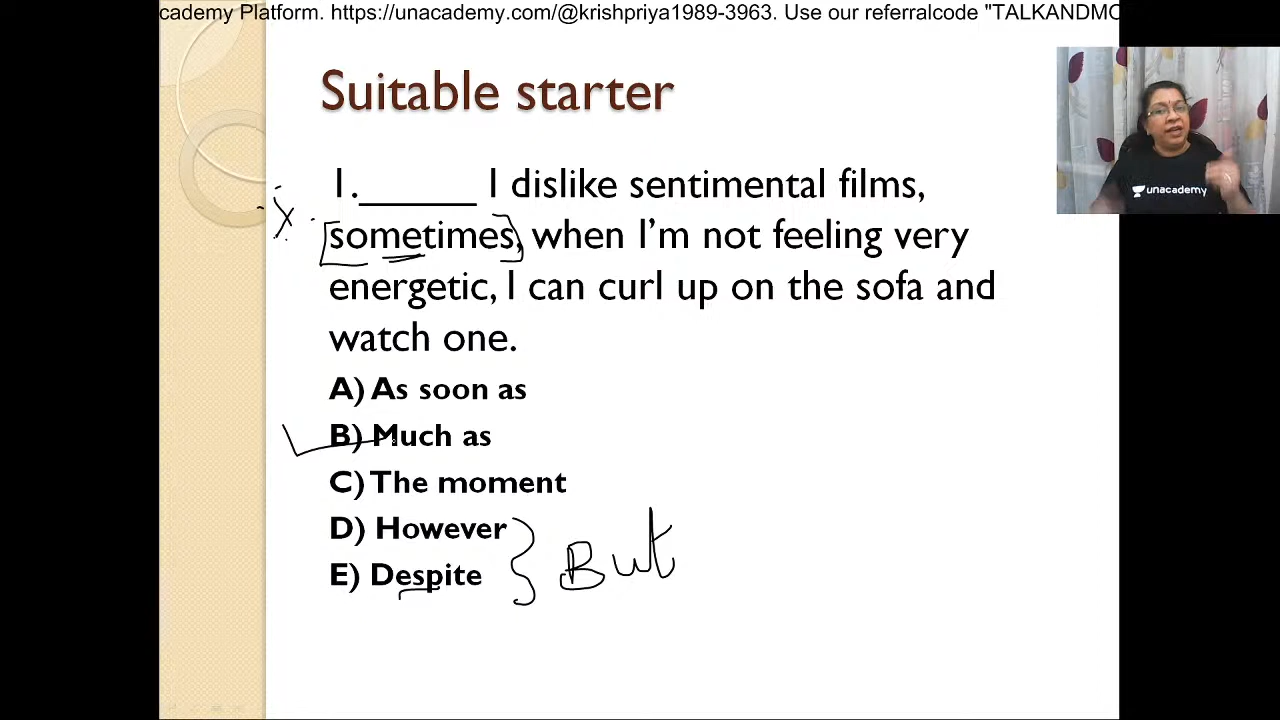 cademy Platform. https://unacademy.com/@krishpriya1989-3963. Use our referralcode "TALKANDMO
Suitable starter
1.______ I dislike sentimental films,
sometimes, when I'm not feeling very
energetic, I can curl up on the sofa and
watch one.
A) As soon as
B) Much as
C) The moment
D) However
E) Despite
But
unacademy